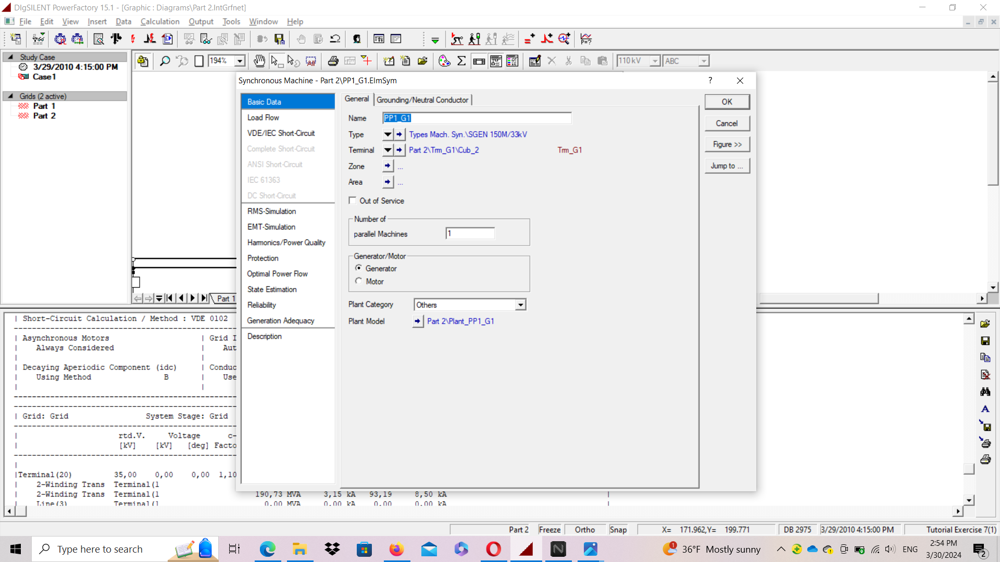 DIgSILENT PowerFactory 15.1 - [Graphic : Diagrams\Part 2.IntGrfnet]
File Edit View Insert Data Calculation Output Tools Window Help
194%
110 kV
ABC
Study Case
3/29/2010 4:15:00 PM
Case1
Grids (2 active)
Part 1
Part 2
Part 1
Synchronous Machine - Part 2\PP1_G1.ElmSym
?
Basic Data
Load Flow
VDE/IEC Short-Circuit
Complete Short-Circuit
ANSI Short-Circuit
IEC 61363
DC Short-Circuit
RMS-Simulation
EMT-Simulation
Harmonics/Power Quality
Protection
Optimal Power Flow
State Estimation
Reliability
Generation Adequacy
Description
General
Grounding/Neutral Conductor
Name PP1_G1
Type Types Mach. Syn.\SGEN 150M/33kV
Terminal Part 2\Trm_G1\Cub_2 Trm_G1
Zone ...
Area ...
Out of Service
Number of
parallel Machines 1
Generator/Motor
Generator
Motor
Plant Category Others
Plant Model Part 2\Plant_PP1_G1
OK
Cancel
Figure >>
Jump to ...
| Short-Circuit Calculation / Method : VDE 0102
| Asynchronous Motors | Grid I
| Always Considered | Aut
| |
| Decaying Aperiodic Component (idc) | Conduc
| Using Method B | Use
| |
| Grid: Grid System Stage: Grid
| rtd.V. Voltage c-
| [kV] [kV] [deg] Facto
|
|Terminal(20) 35,00 0,00 0,00 1,10
| 2-Winding Trans Terminal(1
| 2-Winding Trans Terminal(1 190,73 MVA 3,15 kA 93,19 8,50 kA |
| Line(3) Terminal(1 0.00 MVA 0.00 kA 0.00 0.00 kA |
Part 2 Freeze Ortho Snap X= 171.962,Y= 199.771 DB 2975 3/29/2010 4:15:00 PM Tutorial Exercise 7(1)
Type here to search
1
36°F Mostly sunny
ENG
2:54 PM
3/30/2024
2